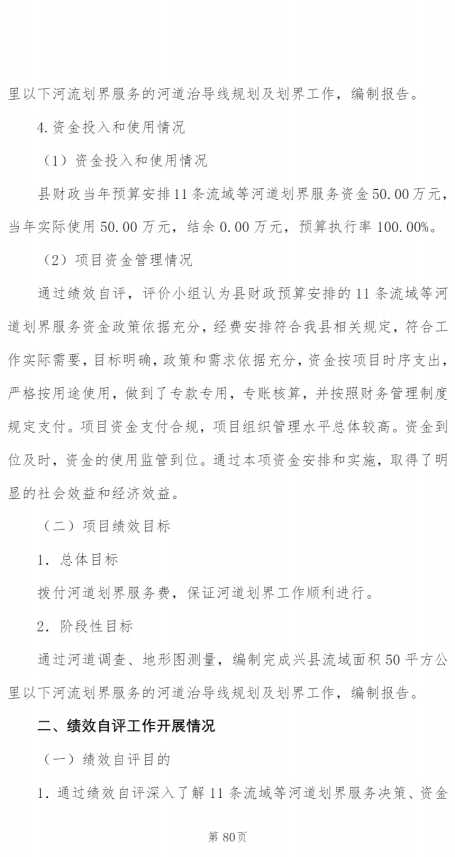 里以下河流划界服务的河道治导线规划及划界工作，编制报告。
4.资金投入和使用情况
（1）资金投入和使用情况
县财政当年预算安排11条流域等河道划界服务资金50.00万元，
当年实际使用50.00万元，结余0.00万元，预算执行率100.00%。
（2）项目资金管理情况
通过绩效自评，评价小组认为县财政预算安排的11条流域等河
道划界服务资金政策依据充分，经费安排符合我县相关规定，符合工
作实际需要，目标明确，政策和需求依据充分，资金按项目时序支出，
严格按用途使用，做到了专款专用，专账核算，并按照财务管理制度
规定支付。项目资金支付合规，项目组织管理水平总体较高。资金到
位及时，资金的使用监管到位。通过本项资金安排和实施，取得了明
显的社会效益和经济效益。
（二）项目绩效目标
1．总体目标
拨付河道划界服务费，保证河道划界工作顺利进行。
2．阶段性目标
通过河道调查、地形图测量，编制完成兴县流域面积50平方公
里以下河流划界服务的河道治导线规划及划界工作，编制报告。
二、绩效自评工作开展情况
（一）绩效自评目的
1．通过绩效自评深入了解11条流域等河道划界服务决策、资金
第80页